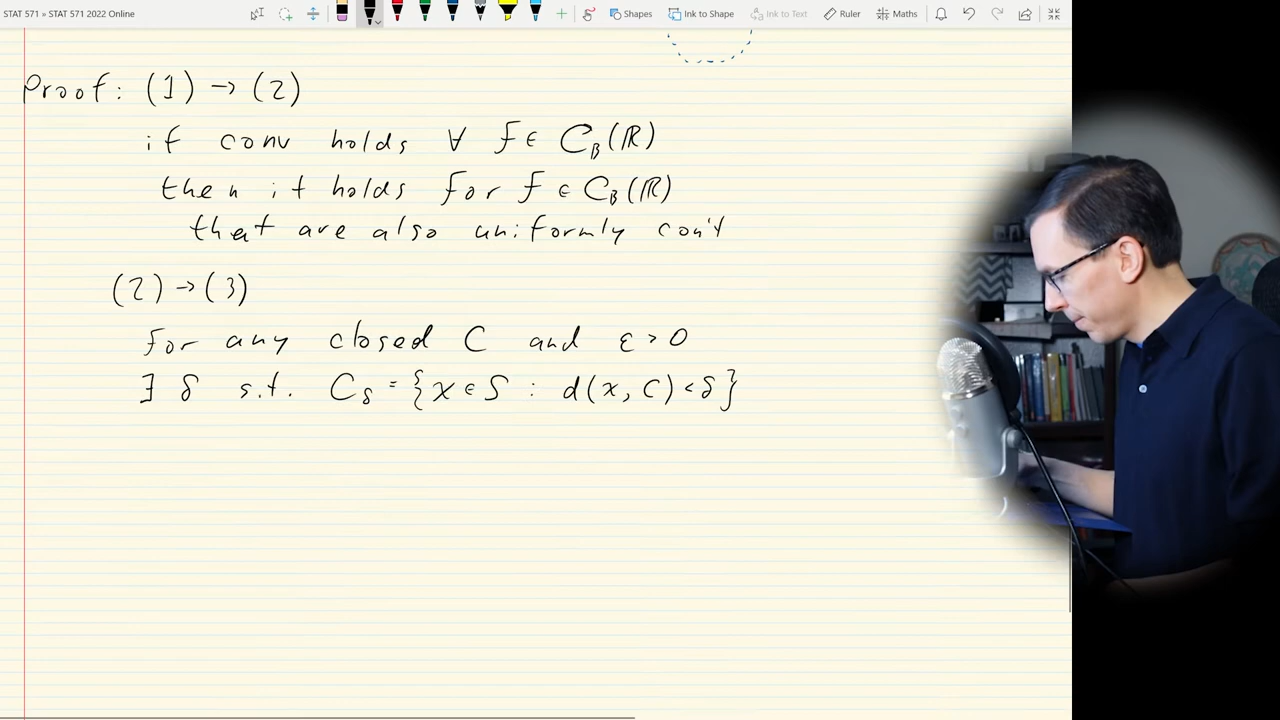 STAT 571 » STAT 571 2022 Online
Shapes
Ink to Shape
Ink to Text
Ruler
Maths
Proof: (1) → (2)
if conv holds ∀ f ∈ C_B(ℝ)
then it holds for f ∈ C_B(ℝ)
that are also uniformly con't
(2) → (3)
for any closed C and ε > 0
∃ δ s.t. C_δ = {x ∈ S : d(x, C) < δ}